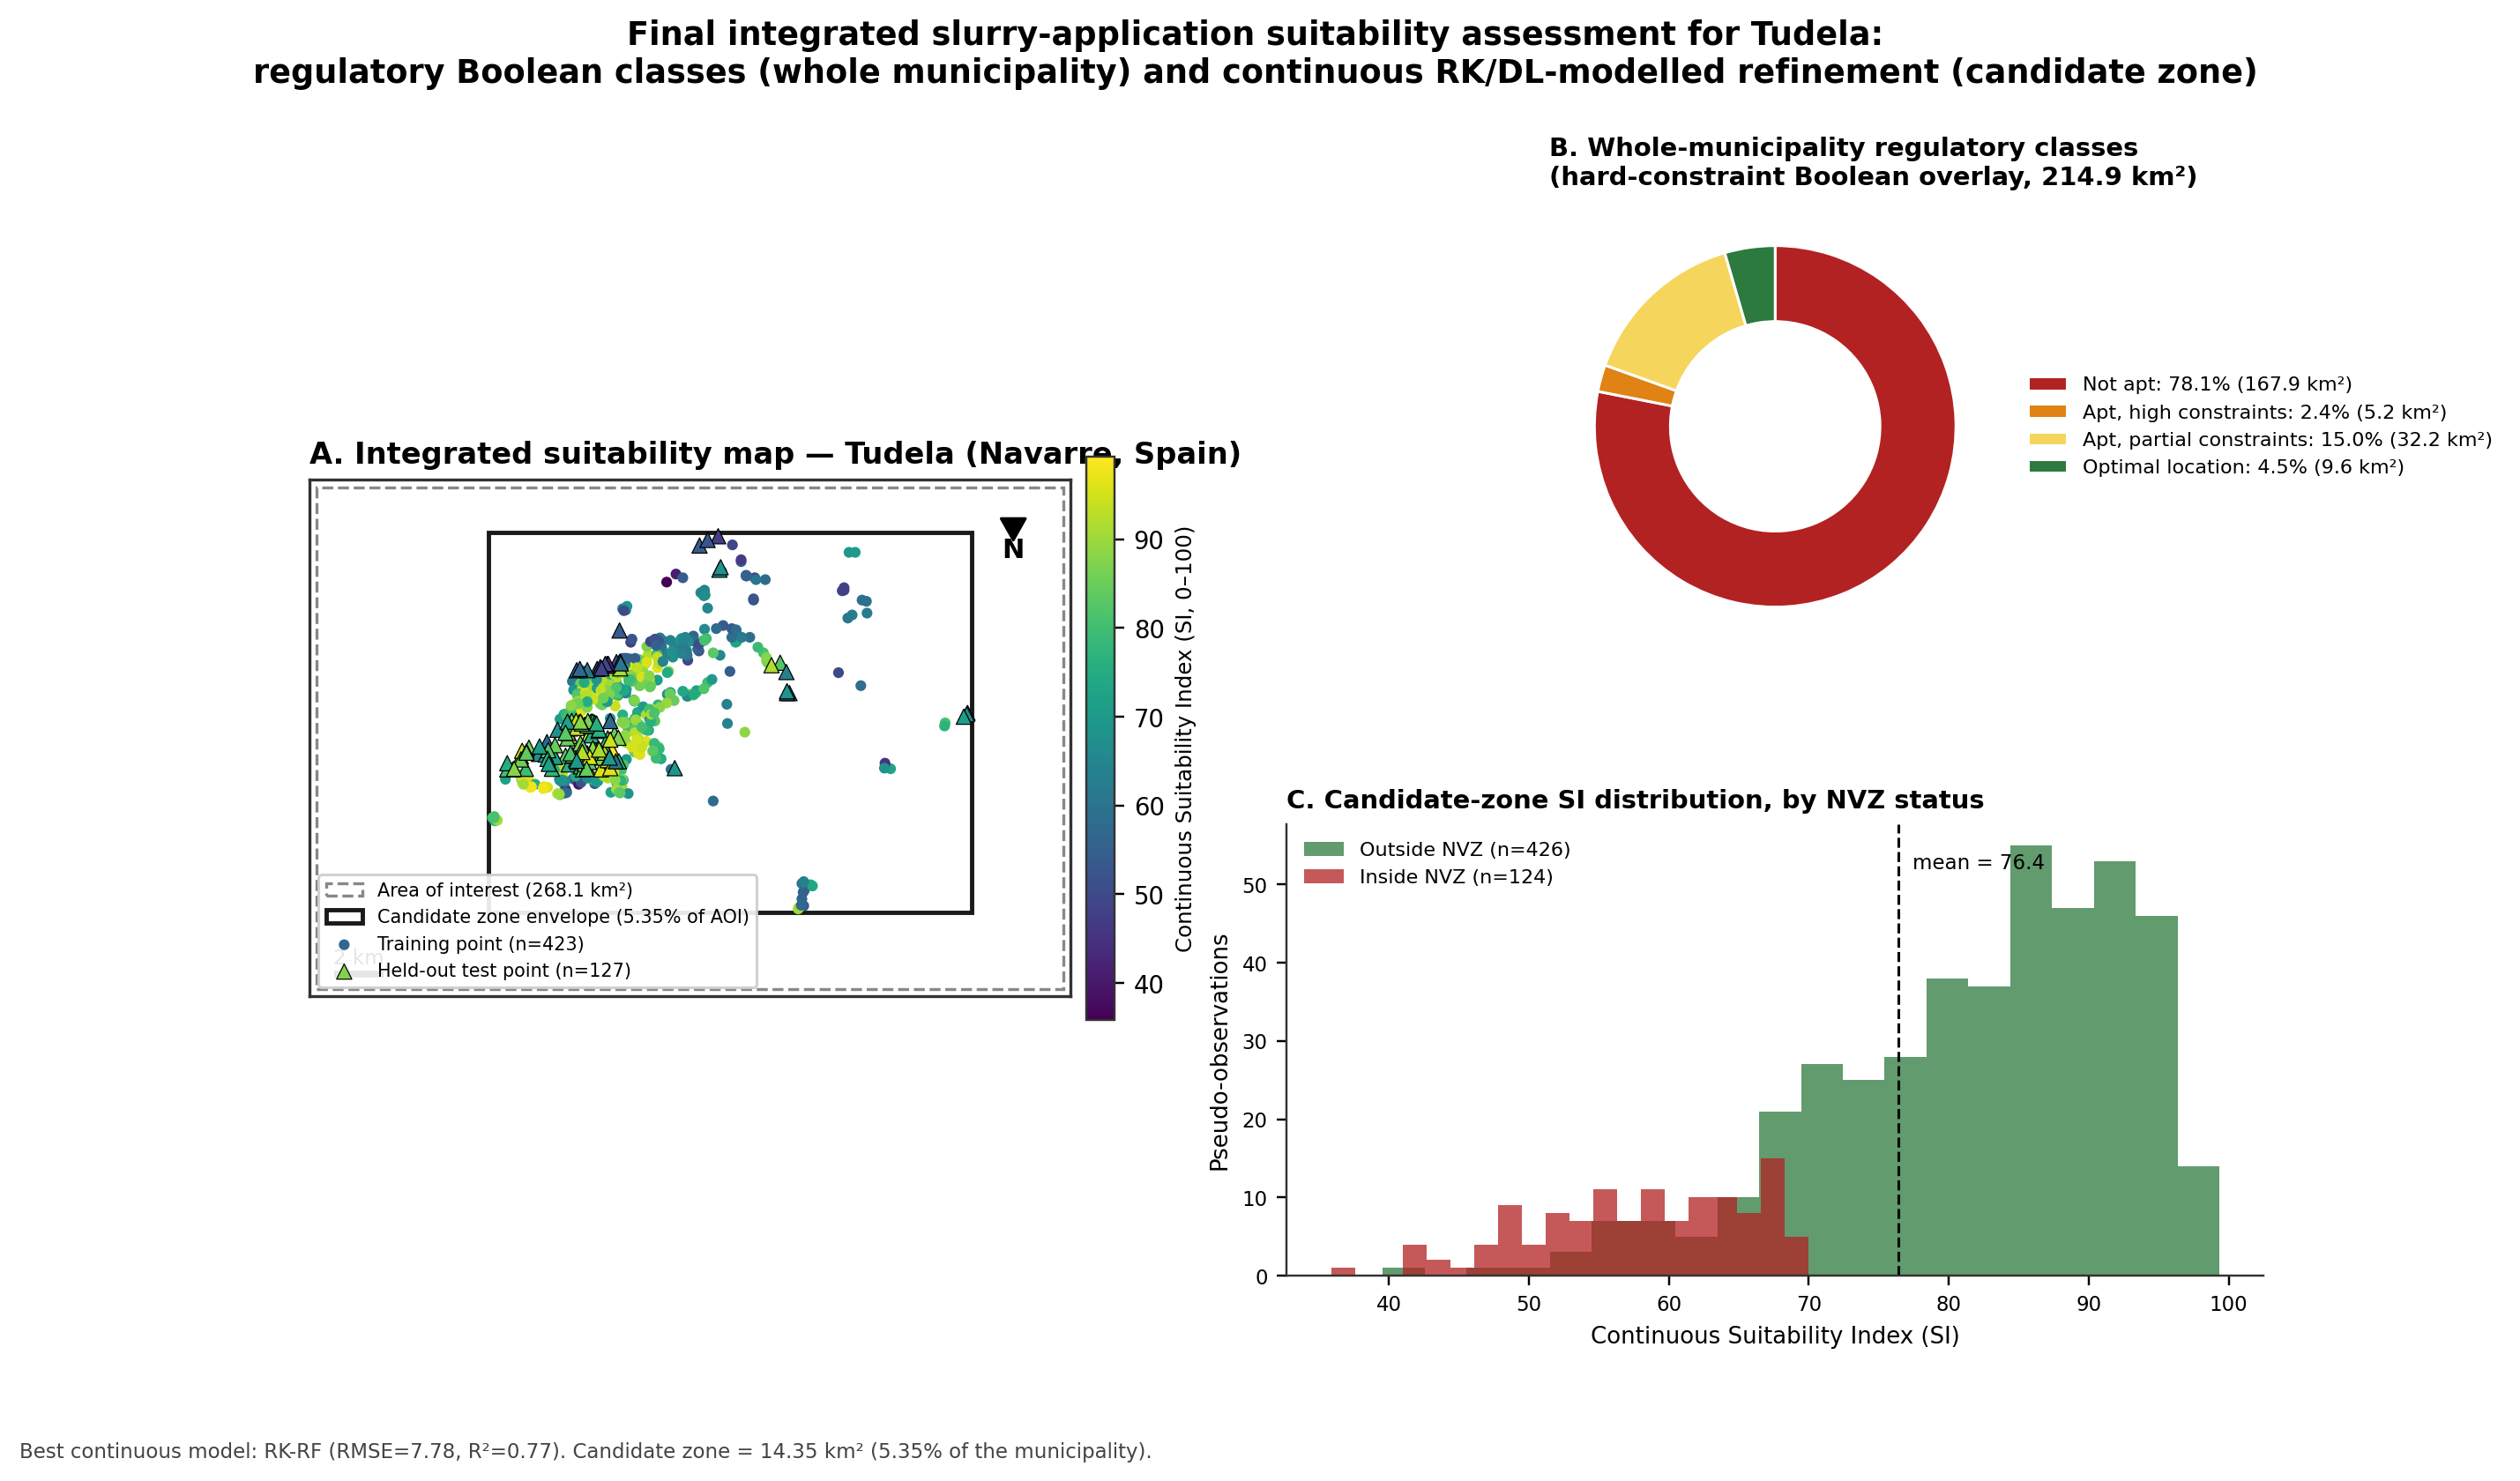 Final integrated slurry-application suitability assessment for Tudela:
regulatory Boolean classes (whole municipality) and continuous RK/DL-modelled refinement (candidate zone)
A. Integrated suitability map — Tudela (Navarre, Spain)
N
Area of interest (268.1 km²)
Candidate zone envelope (5.35% of AOI)
Training point (n=423)
2 km
Held-out test point (n=127)
90
80
70
60
50
40
Continuous Suitability Index (SI, 0–100)
B. Whole-municipality regulatory classes
(hard-constraint Boolean overlay, 214.9 km²)
Not apt: 78.1% (167.9 km²)
Apt, high constraints: 2.4% (5.2 km²)
Apt, partial constraints: 15.0% (32.2 km²)
Optimal location: 4.5% (9.6 km²)
C. Candidate-zone SI distribution, by NVZ status
Outside NVZ (n=426)
Inside NVZ (n=124)
mean = 76.4
Pseudo-observations
50
40
30
20
10
0
40 50 60 70 80 90 100
Continuous Suitability Index (SI)
Best continuous model: RK-RF (RMSE=7.78, R²=0.77). Candidate zone = 14.35 km² (5.35% of the municipality).